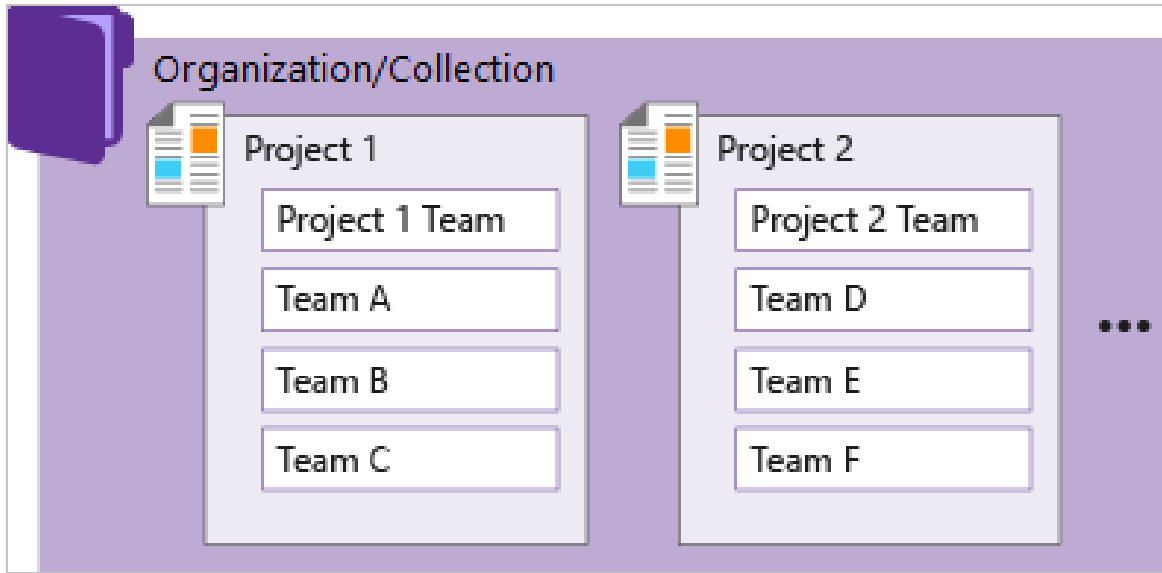 Organization/Collection
Project 1
Project 1 Team
Team A
Team B
Team C
Project 2
Project 2 Team
Team D
Team E
Team F
...